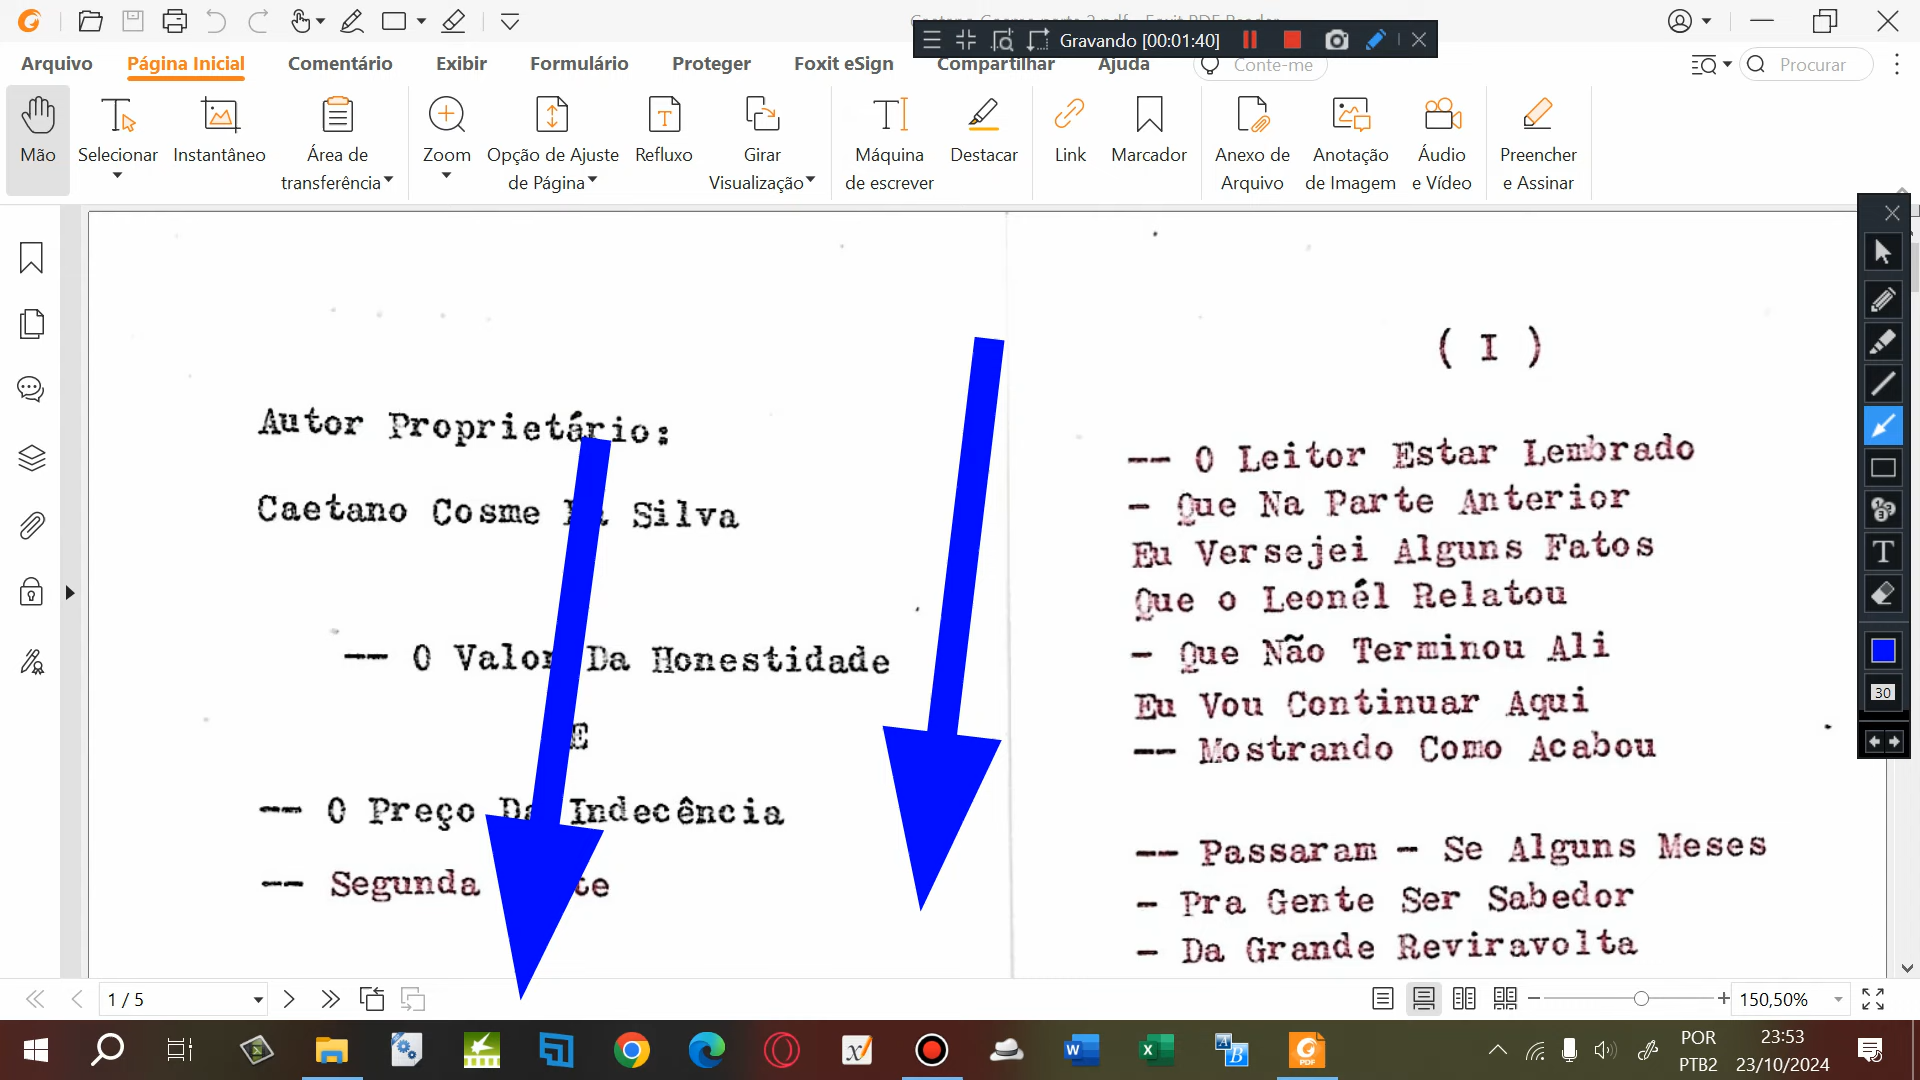 Gravando [00:01:40]
Arquivo
Página Inicial
Comentário
Exibir
Formulário
Proteger
Foxit eSign
Compartilhar
Ajuda
Conte-me
Procurar
Mão
Selecionar
Instantâneo
Área de
transferência
Zoom
Opção de Ajuste
de Página
Refluxo
Girar
Visualização
Máquina
de escrever
Destacar
Link
Marcador
Anexo de
Arquivo
Anotação
de Imagem
Áudio
e Vídeo
Preencher
e Assinar
Autor Proprietário:
Caetano Cosme Silva
-- O Valor Da Honestidade
E
-- O Preço Da Indecência
-- Segunda
( I )
-- O Leitor Estar Lembrado
- Que Na Parte Anterior
Eu Versejei Alguns Fatos
Que o Leonél Relatou
- Que Não Terminou Ali
Eu Vou Continuar Aqui
-- Mostrando Como Acabou
-- Passaram - Se Alguns Meses
- Pra Gente Ser Sabedor
- Da Grande Reviravolta
T
30
1 / 5
150,50%
POR
PTB2
23:53
23/10/2024